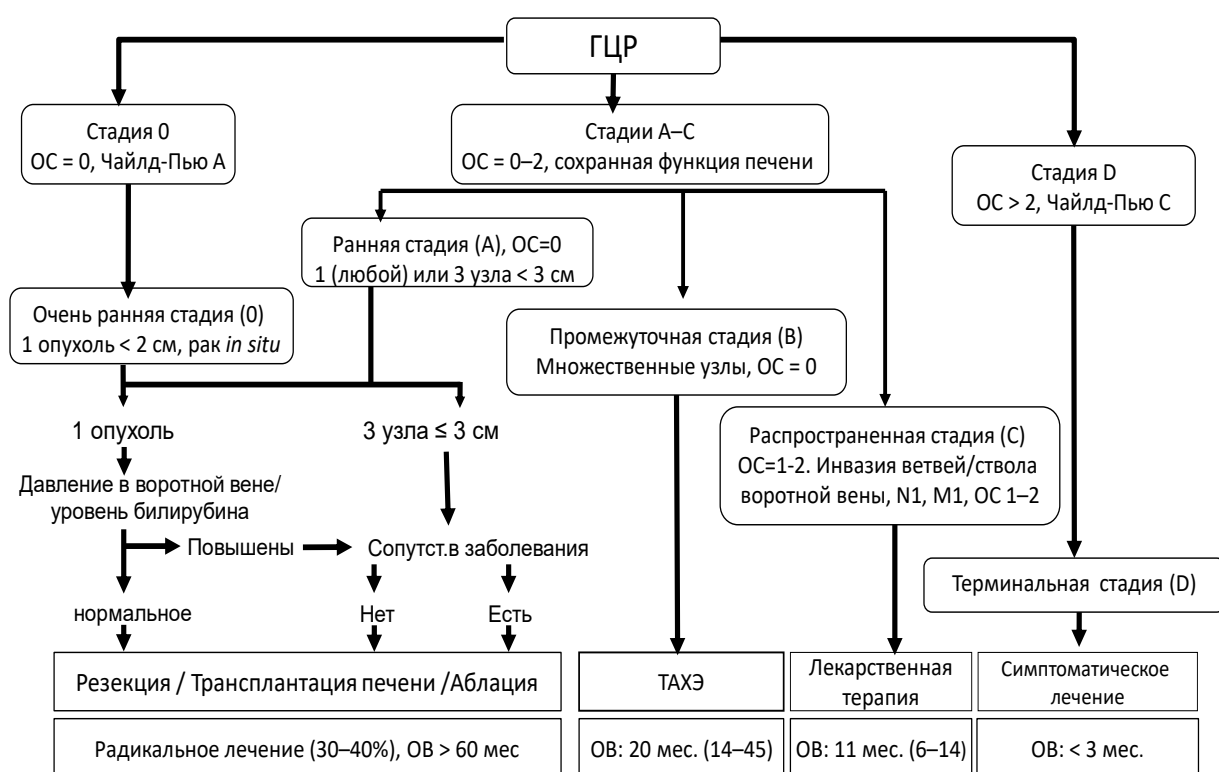 ГЦР
Стадия 0
ОС = 0, Чайлд-Пью А
Стадии А–С
ОС = 0–2, сохранная функция печени
Стадия D
ОС > 2, Чайлд-Пью С
Ранняя стадия (А), ОС=0
1 (любой) или 3 узла < 3 см
Очень ранняя стадия (0)
1 опухоль < 2 см, рак in situ
Промежуточная стадия (В)
Множественные узлы, ОС = 0
Распространенная стадия (С)
ОС=1-2. Инвазия ветвей/ствола
воротной вены, N1, M1, ОС 1–2
1 опухоль
3 узла ≤ 3 см
Давление в воротной вене/
уровень билирубина
Повышены
Сопутст.в заболевания
Терминальная стадия (D)
нормальное
Нет
Есть
Резекция / Трансплантация печени /Аблация
ТАХЭ
Лекарственная
терапия
Симптоматическое
лечение
Радикальное лечение (30–40%), ОВ > 60 мес
ОВ: 20 мес. (14–45)
ОВ: 11 мес. (6–14)
ОВ: < 3 мес.